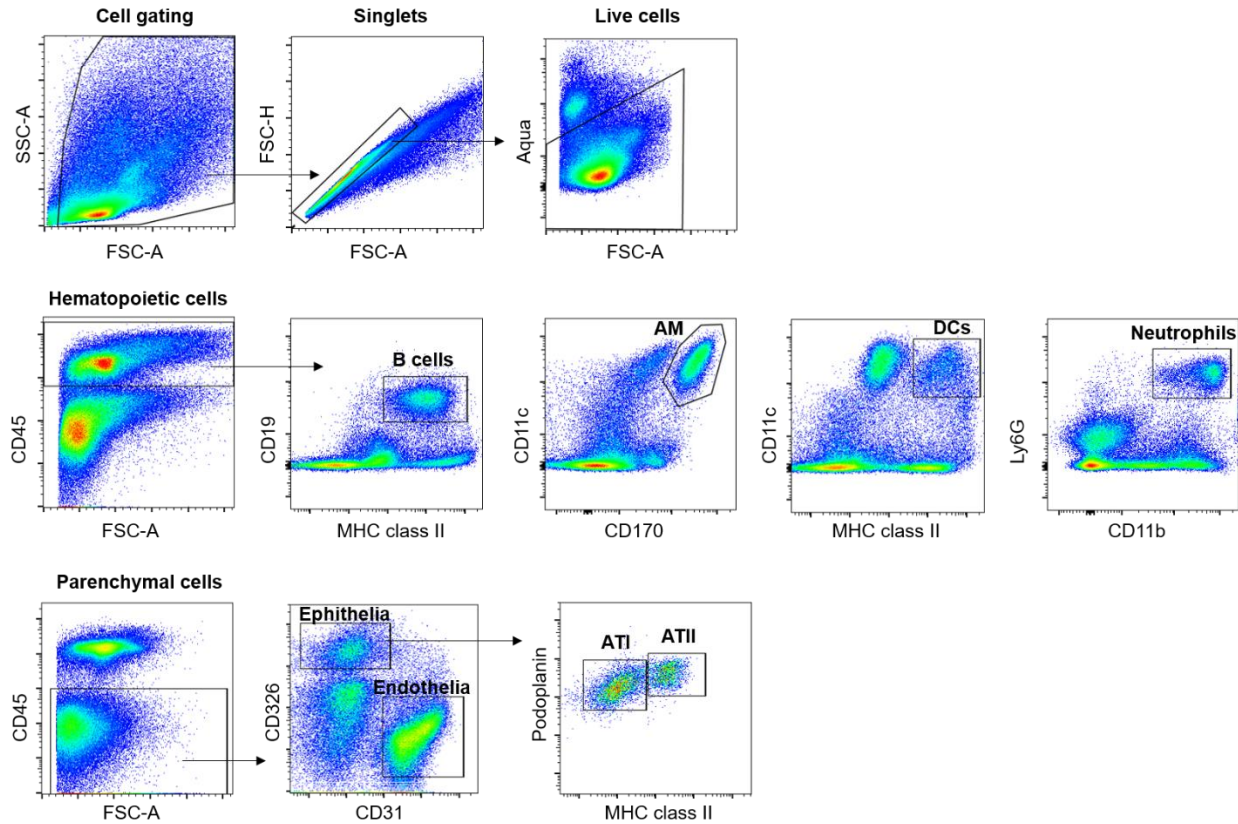 Cell gating
Singlets
Live cells
SSC-A
FSC-H
Aqua
FSC-A
FSC-A
FSC-A
Hematopoietic cells
B cells
AM
DCs
Neutrophils
CD45
CD19
CD11c
CD11c
Ly6G
FSC-A
MHC class II
CD170
MHC class II
CD11b
Parenchymal cells
Ephithelia
Endothelia
ATI
ATII
CD45
CD326
Podoplanin
FSC-A
CD31
MHC class II